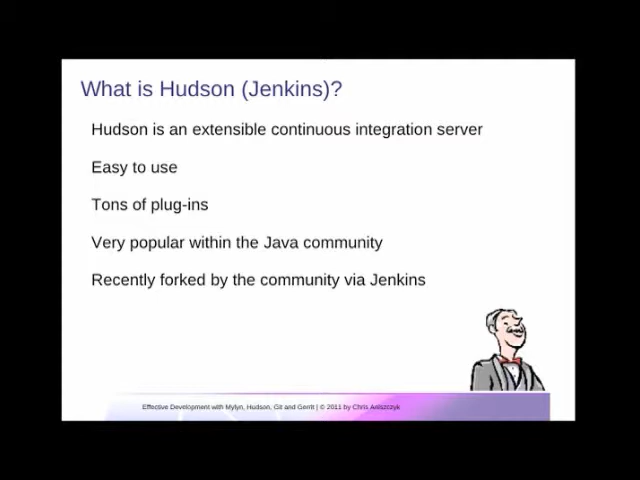 What is Hudson (Jenkins)?
Hudson is an extensible continuous integration server
Easy to use
Tons of plug-ins
Very popular within the Java community
Recently forked by the community via Jenkins
Effective Development with Mylyn, Hudson, Git and Gerrit | © 2011 by Chris Aniszczyk